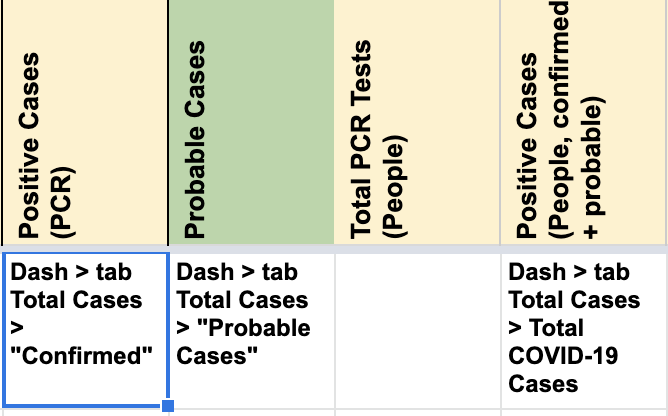 Positive Cases
(PCR)
Probable Cases
Total PCR Tests
(People)
Positive Cases
(People, confirmed
+ probable)
Dash > tab
Total Cases
>
"Confirmed"
Dash > tab
Total Cases
> "Probable
Cases"
Dash > tab
Total Cases
> Total
COVID-19
Cases